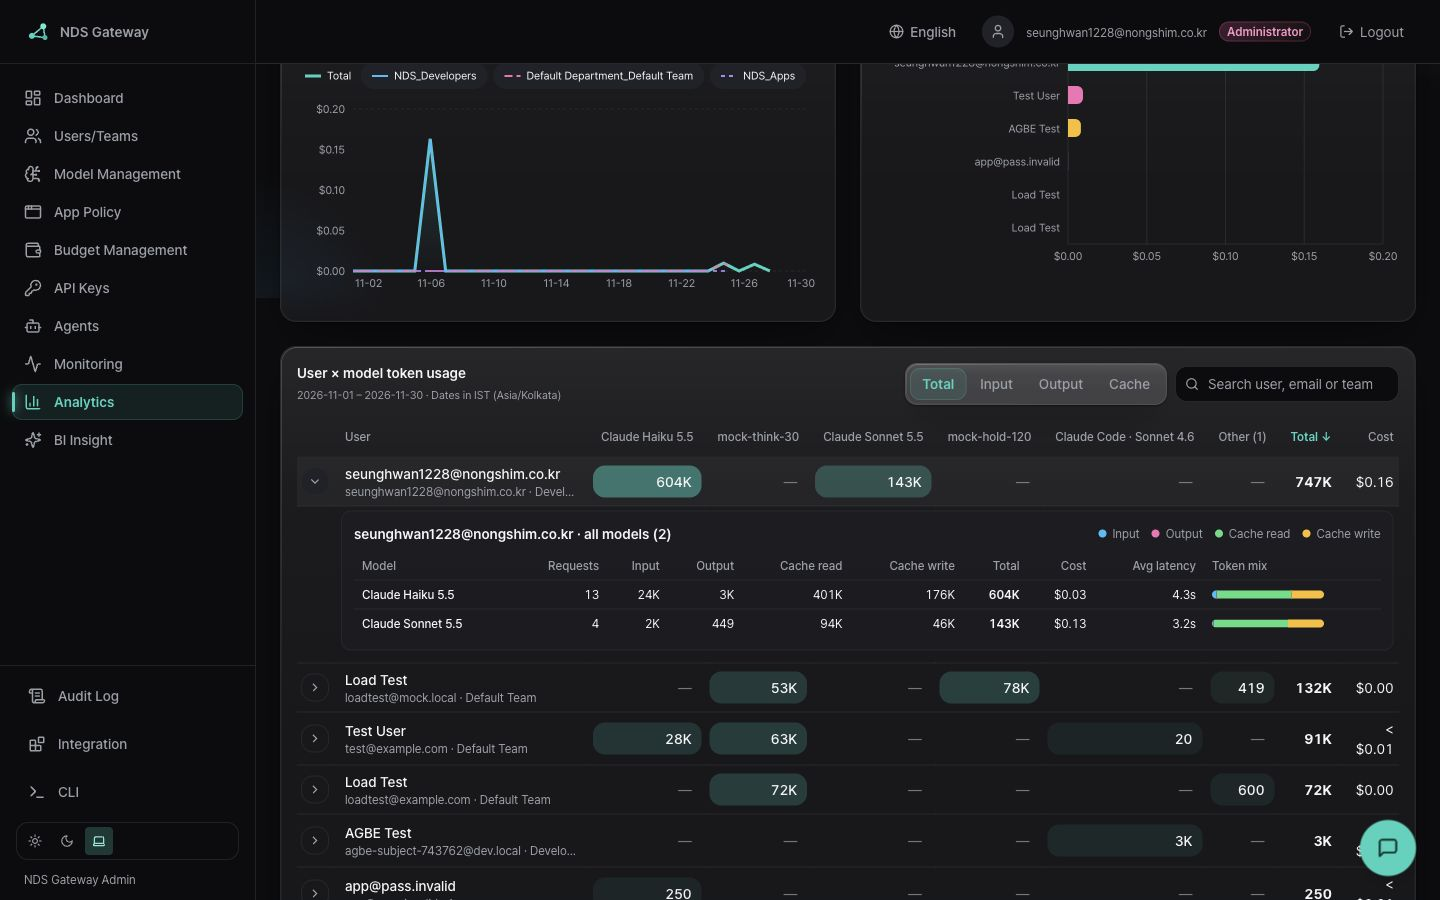 NDS Gateway
English
seunghwan1228@nongshim.co.kr
Administrator
Logout
Dashboard
Users/Teams
Model Management
App Policy
Budget Management
API Keys
Agents
Monitoring
Analytics
BI Insight
Audit Log
Integration
CLI
NDS Gateway Admin
Total
NDS_Developers
Default Department_Default Team
NDS_Apps
$0.20
$0.15
$0.10
$0.05
$0.00
11-02 11-06 11-10 11-14 11-18 11-22 11-26 11-30
seunghwan1228@nongshim.co.kr
Test User
AGBE Test
app@pass.invalid
Load Test
Load Test
$0.00 $0.05 $0.10 $0.15 $0.20
User × model token usage
2026-11-01 – 2026-11-30 · Dates in IST (Asia/Kolkata)
Total Input Output Cache
Search user, email or team
User Claude Haiku 5.5 mock-think-30 Claude Sonnet 5.5 mock-hold-120 Claude Code · Sonnet 4.6 Other (1) Total ↓ Cost
seunghwan1228@nongshim.co.kr
seunghwan1228@nongshim.co.kr · Devel...
604K — 143K — — — 747K $0.16
seunghwan1228@nongshim.co.kr · all models (2)
Input Output Cache read Cache write
Model Requests Input Output Cache read Cache write Total Cost Avg latency Token mix
Claude Haiku 5.5 13 24K 3K 401K 176K 604K $0.03 4.3s
Claude Sonnet 5.5 4 2K 449 94K 46K 143K $0.13 3.2s
Load Test
loadtest@mock.local · Default Team
— 53K — 78K — 419 132K $0.00
Test User
test@example.com · Default Team
28K 63K — — 20 — 91K < $0.01
Load Test
loadtest@example.com · Default Team
— 72K — — — 600 72K $0.00
AGBE Test
agbe-subject-743762@dev.local · Develo...
— — — — 3K — 3K
app@pass.invalid
250 — — — — — 250 <